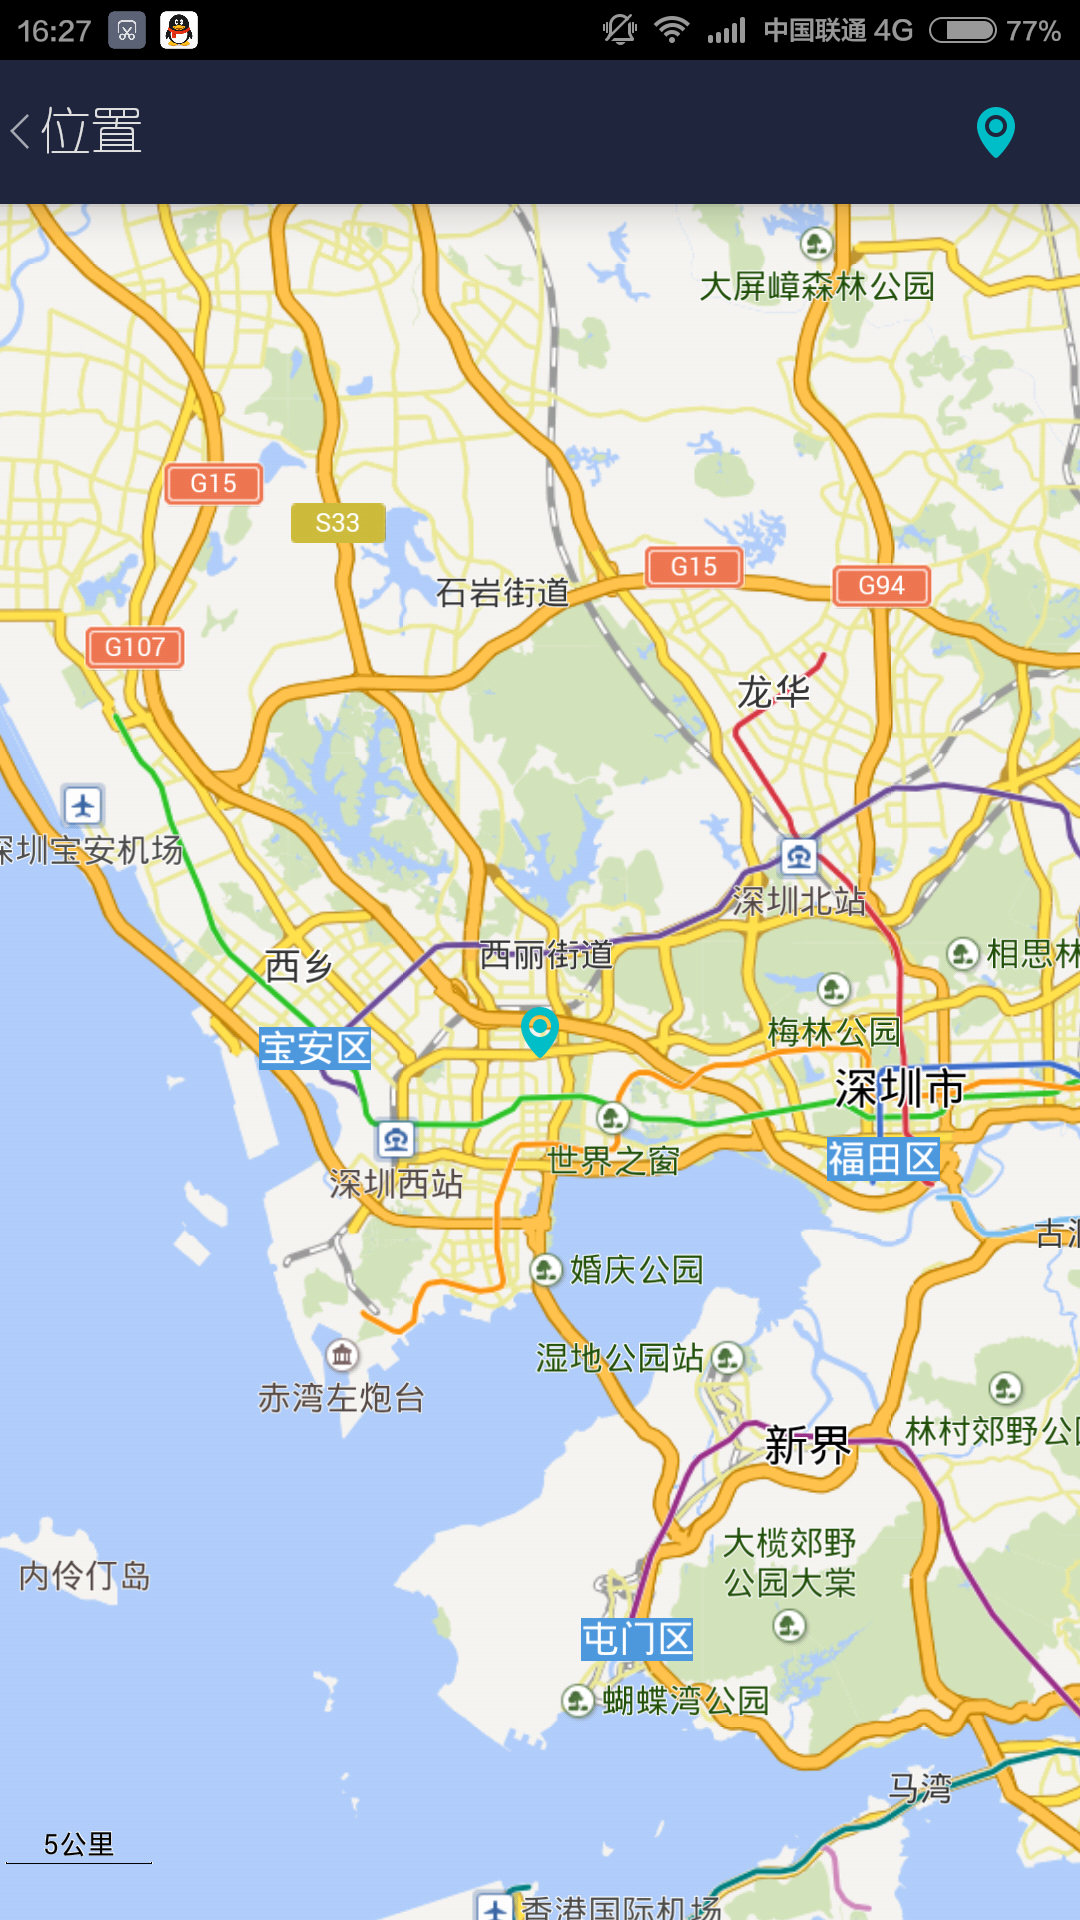 16:27
中国联通 4G
77%
位置
大屏嶂森林公园
G15
S33
G15
G94
石岩街道
G107
龙华
深圳宝安机场
深圳北站
西丽街道
西乡
相思林
梅林公园
宝安区
深圳市
世界之窗
福田区
深圳西站
古洞
婚庆公园
湿地公园站
赤湾左炮台
林村郊野公园
新界
大榄郊野
公园大棠
内伶仃岛
屯门区
蝴蝶湾公园
马湾
5公里
香港国际机场